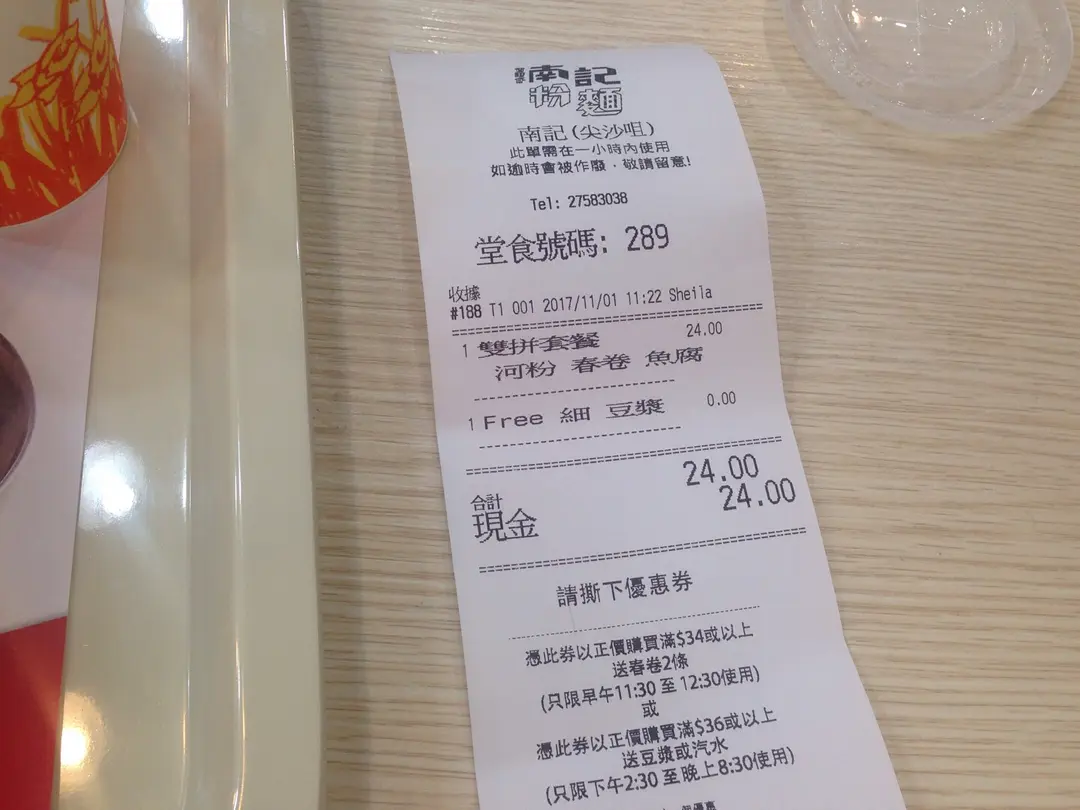 南記
粉麵
南記(尖沙咀)
此單需在一小時內使用
如逾時會被作廢,敬請留意!
Tel: 27583038
堂食號碼: 289
收據
#188 T1 001 2017/11/01 11:22 Sheila
1 雙拼套餐 24.00
河粉 春卷 魚腐
1 Free 細 豆漿 0.00
合計 24.00
現金 24.00
請撕下優惠券
憑此券以正價購買滿$34或以上
送春卷2條
(只限早午11:30 至 12:30使用)
或
憑此券以正價購買滿$36或以上
送豆漿或汽水
(只限下午2:30 至 晚上8:30使用)